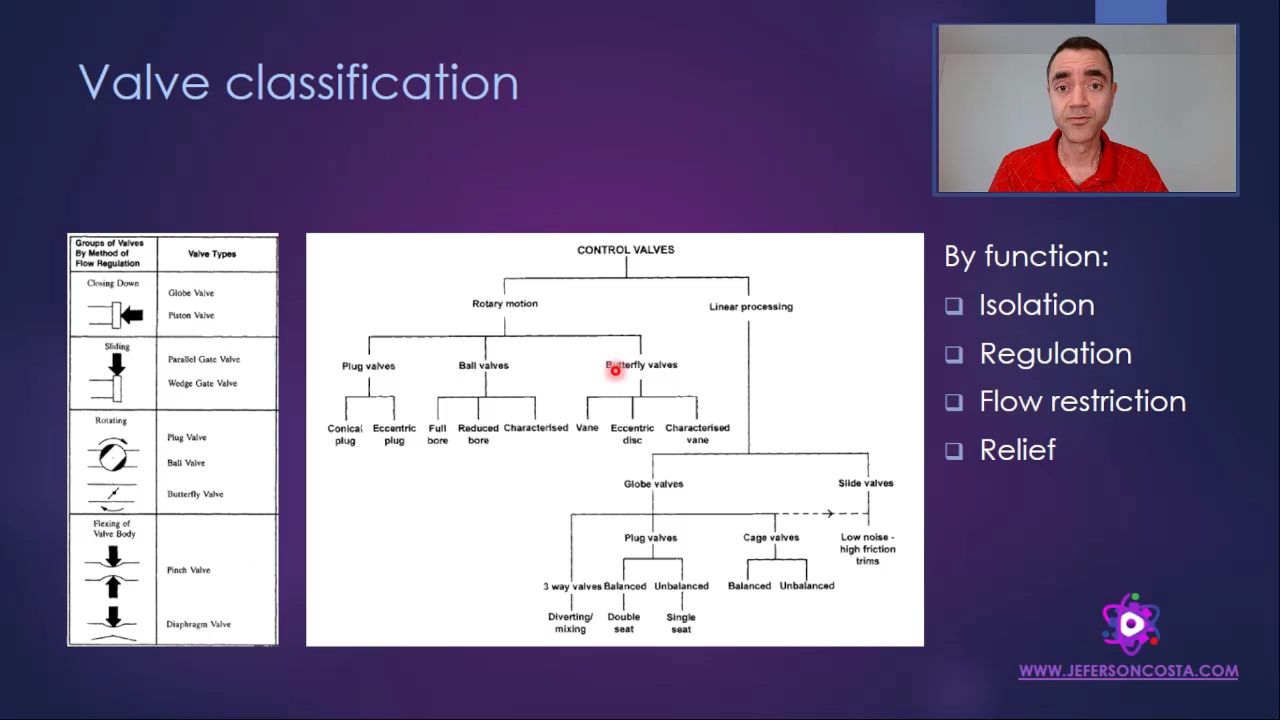 Valve classification
Groups of Valves
By Method of
Flow Regulation
Valve Types
Closing Down
Globe Valve
Piston Valve
Sliding
Parallel Gate Valve
Wedge Gate Valve
Rotating
Plug Valve
Ball Valve
Butterfly Valve
Flexing of
Valve Body
Pinch Valve
Diaphragm Valve
CONTROL VALVES
Rotary motion
Linear processing
Plug valves
Ball valves
Butterfly valves
Conical
plug
Eccentric
plug
Full
bore
Reduced
bore
Characterised
Vane
Eccentric
disc
Characterised
vane
Globe valves
Slide valves
Plug valves
Cage valves
Low noise -
high friction
trims
3 way valves
Balanced
Unbalanced
Balanced
Unbalanced
Diverting/
mixing
Double
seat
Single
seat
By function:
Isolation
Regulation
Flow restriction
Relief
WWW.JEFERSONCOSTA.COM